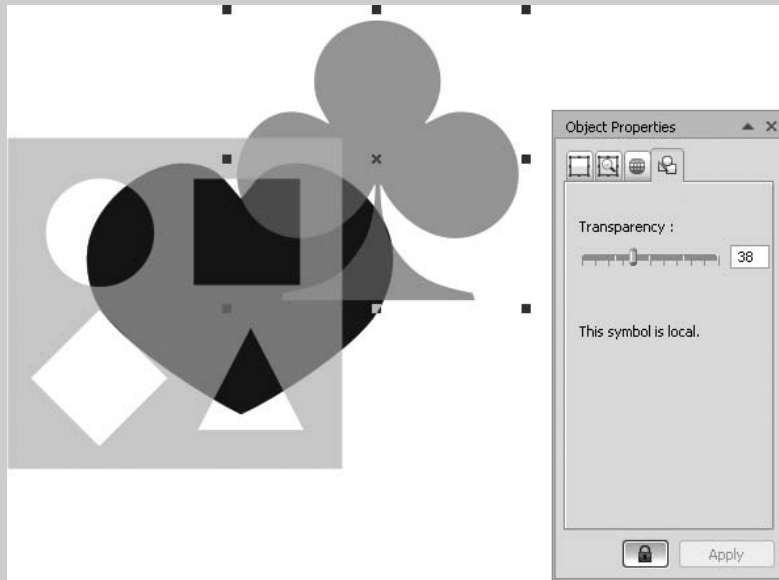 Object Properties
Transparency :
38
This symbol is local.
Apply